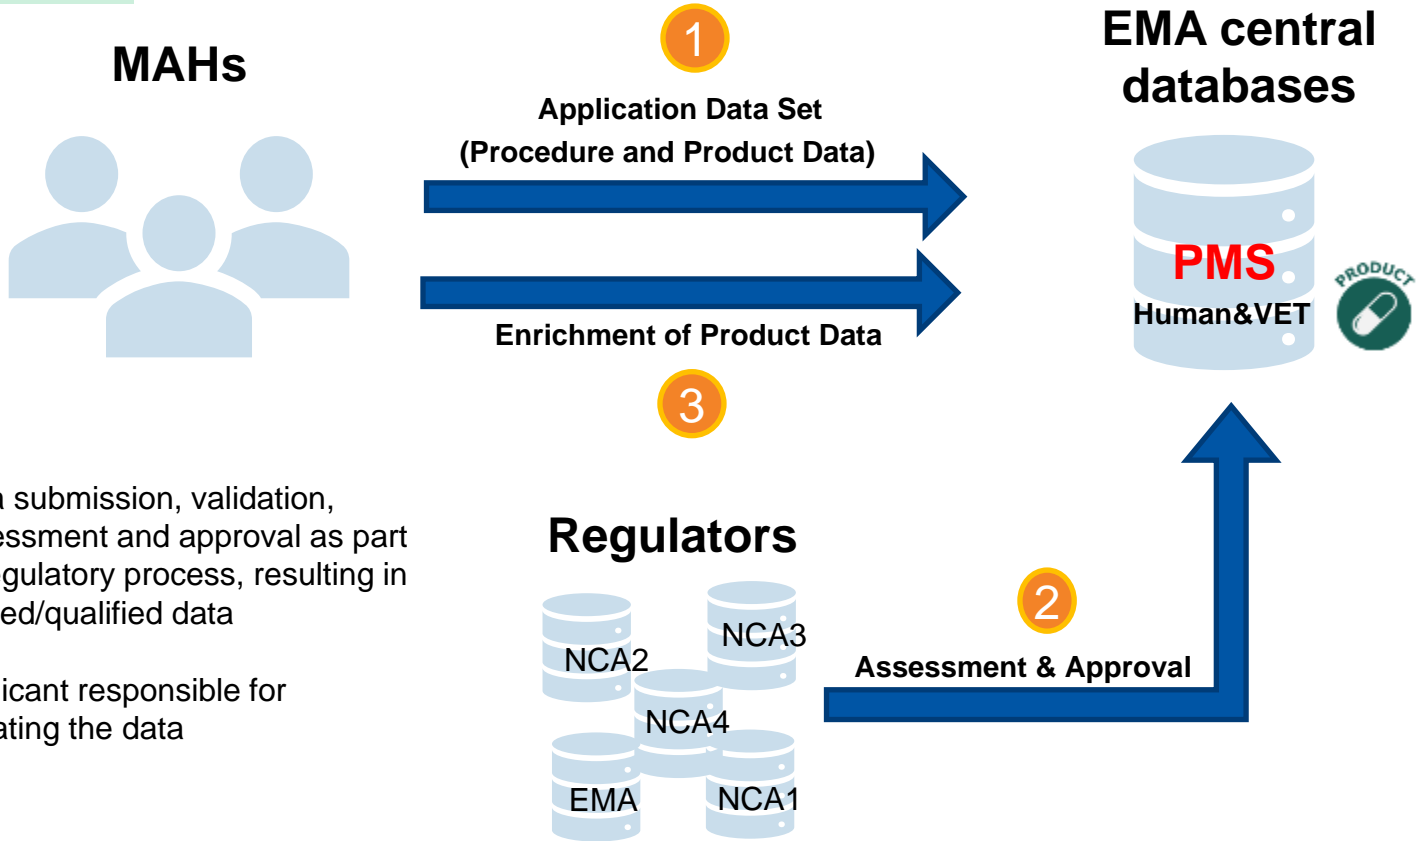 MAHs
1
Application Data Set
(Procedure and Product Data)
EMA central
databases
PMS
Human&VET
PRODUCT
Enrichment of Product Data
3
a submission, validation,
essment and approval as part
egulatory process, resulting in
ed/qualified data
icant responsible for
ating the data
Regulators
NCA2
NCA3
NCA4
EMA
NCA1
2
Assessment & Approval